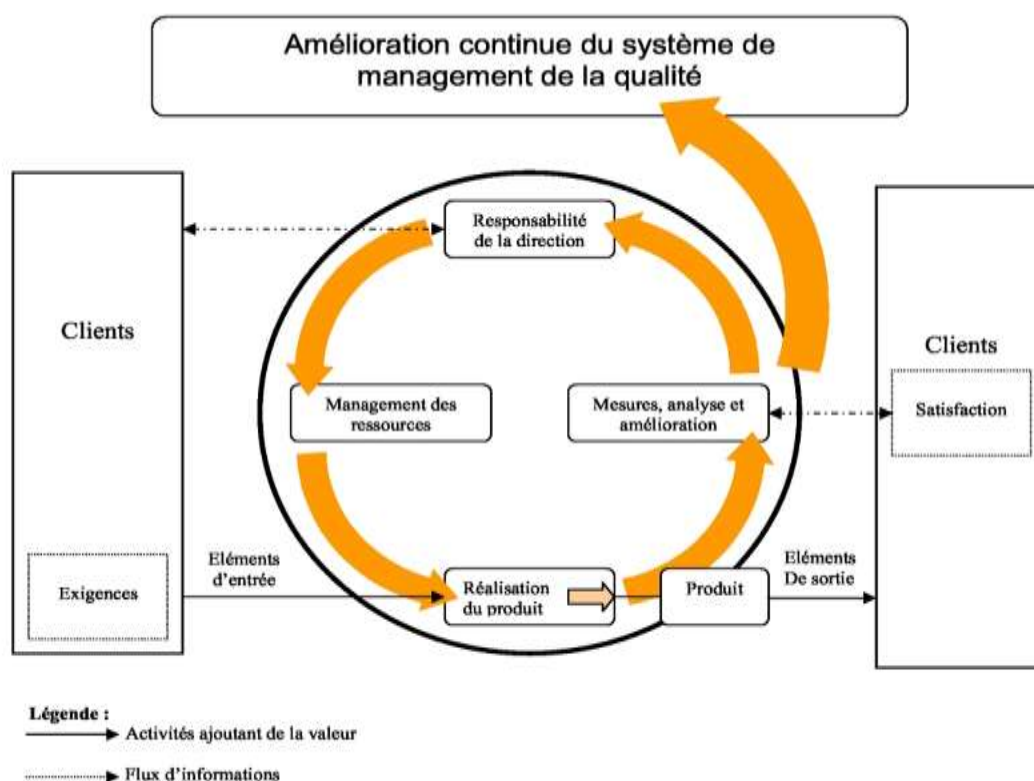 Amélioration continue du système de
management de la qualité
Responsabilité
de la direction
Clients
Clients
Management des
ressources
Mesures, analyse et
amélioration
Satisfaction
Eléments
d'entrée
Eléments
De sortie
Exigences
Réalisation
du produit
Produit
Légende :
Activités ajoutant de la valeur
Flux d'informations